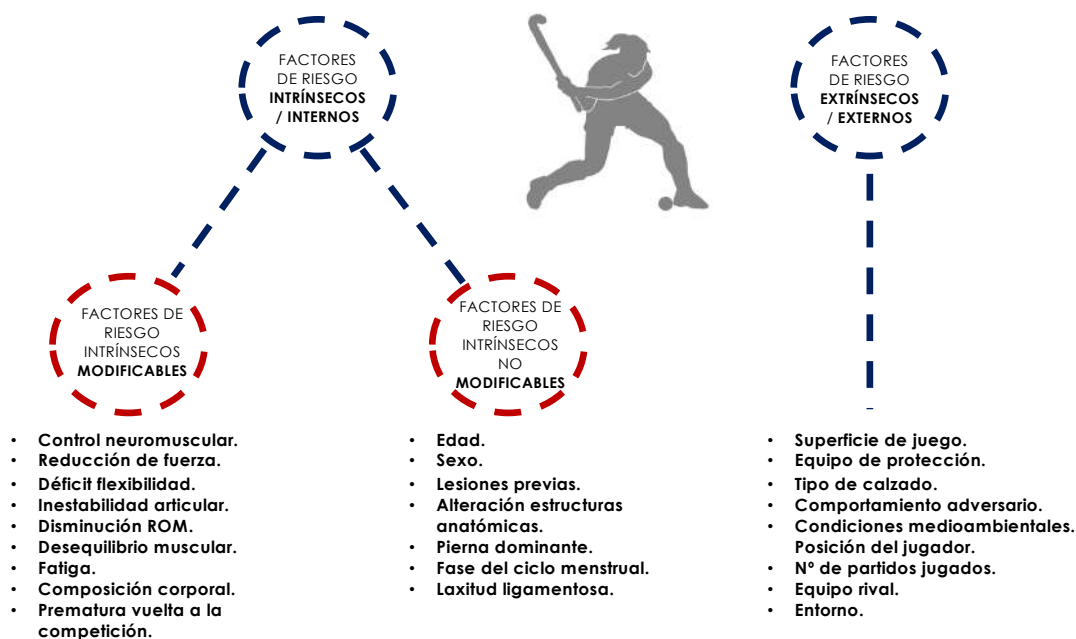 FACTORES
DE RIESGO
INTRÍNSECOS
/ INTERNOS
FACTORES
DE RIESGO
EXTRÍNSECOS
/ EXTERNOS
FACTORES DE
RIESGO
INTRÍNSECOS
MODIFICABLES
FACTORES DE
RIESGO
INTRÍNSECOS
NO
MODIFICABLES
• Control neuromuscular.
• Reducción de fuerza.
• Déficit flexibilidad.
• Inestabilidad articular.
• Disminución ROM.
• Desequilibrio muscular.
• Fatiga.
• Composición corporal.
• Prematura vuelta a la
competición.
• Edad.
• Sexo.
• Lesiones previas.
• Alteración estructuras
anatómicas.
• Pierna dominante.
• Fase del ciclo menstrual.
• Laxitud ligamentosa.
• Superficie de juego.
• Equipo de protección.
• Tipo de calzado.
• Comportamiento adversario.
• Condiciones medioambientales.
Posición del jugador.
• Nº de partidos jugados.
• Equipo rival.
• Entorno.